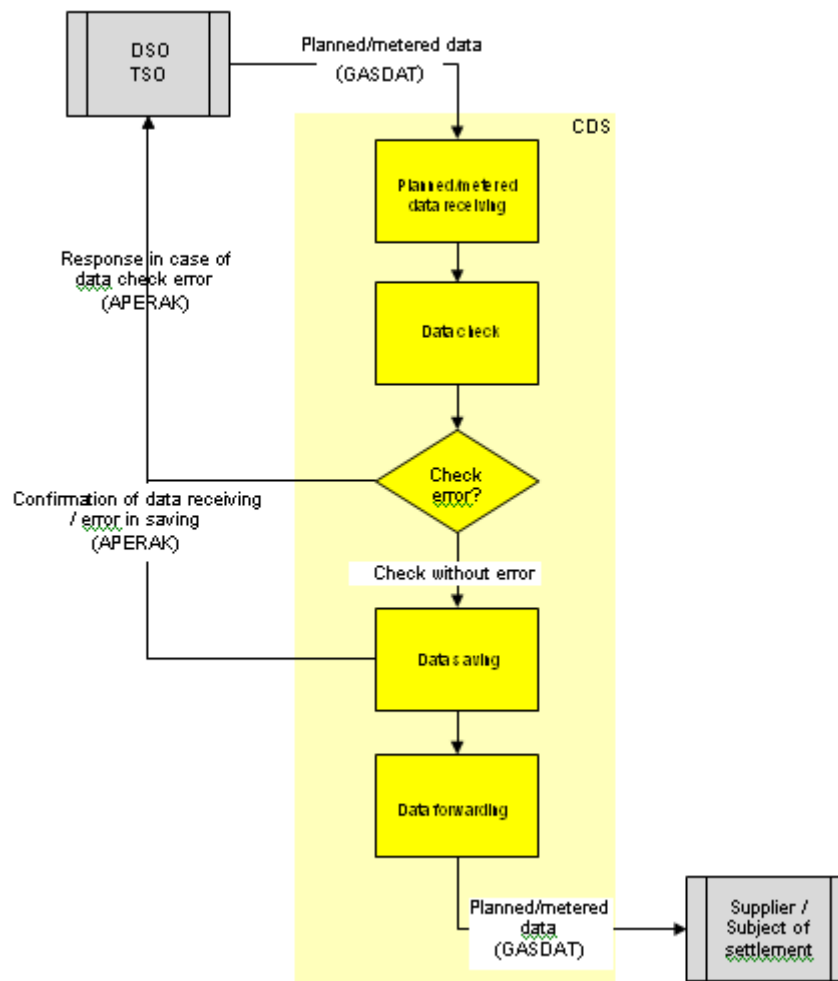 DSO
TSO
Planned/metered data
(GASDAT)
CDS
Planned/metered
data receiving
Response in case of
data check error
(APERAK)
Data check
Check
error?
Confirmation of data receiving
/ error in saving
(APERAK)
Check without error
Data saving
Data forwarding
Planned/metered
data
(GASDAT)
Supplier /
Subject of
settlement